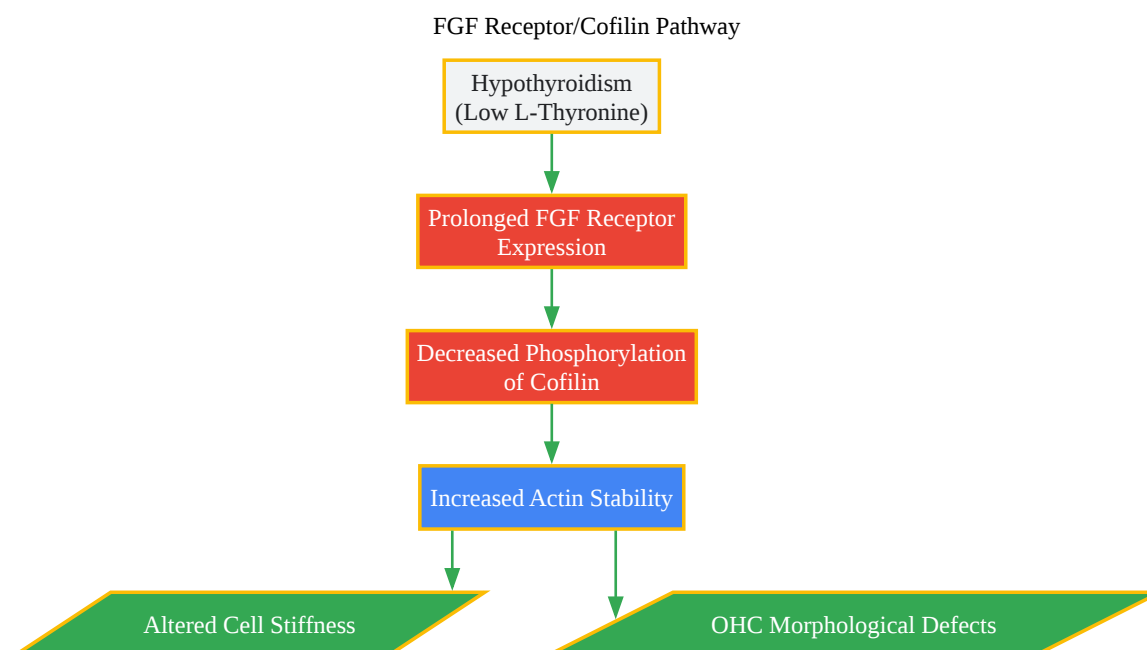 FGF Receptor/Cofilin Pathway
Hypothyroidism
(Low L-Thyronine)
Prolonged FGF Receptor
Expression
Decreased Phosphorylation
of Cofilin
Increased Actin Stability
Altered Cell Stiffness
OHC Morphological Defects